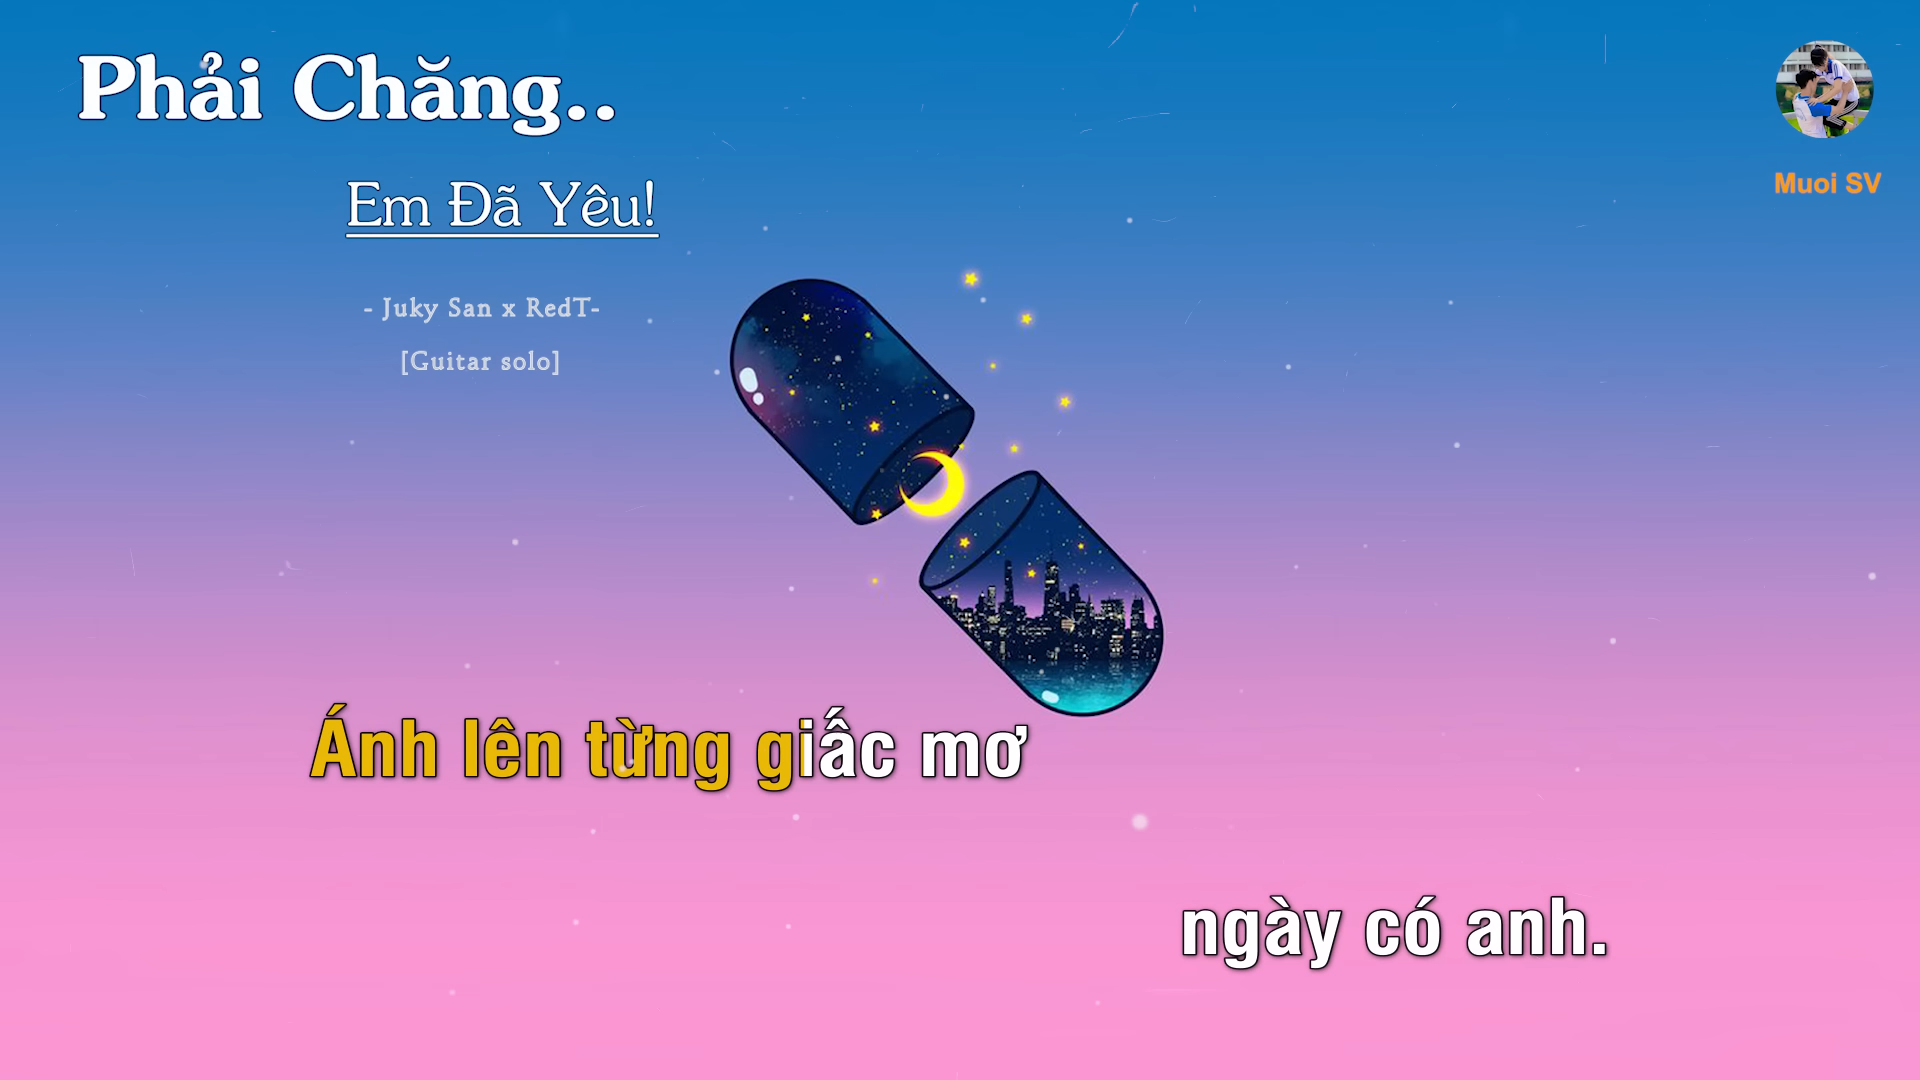 Phải Chăng..
Em Đã Yêu!
- Juky San x RedT-
[Guitar solo]
Muoi SV
Ánh lên từng giấc mơ
ngày có anh.